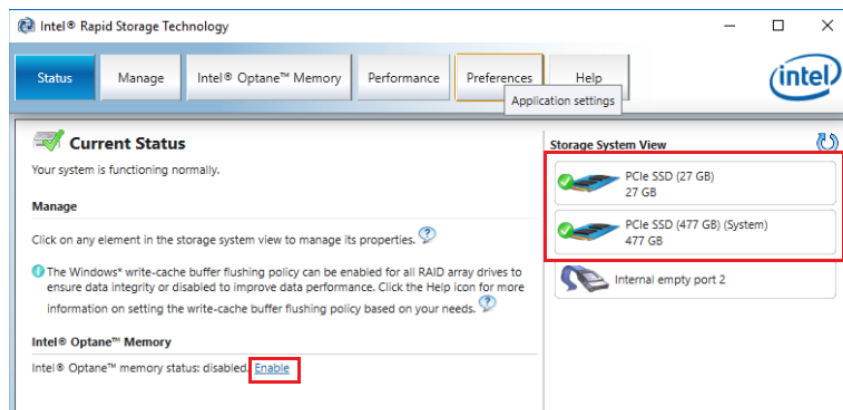 Intel® Rapid Storage Technology
Status
Manage
Intel® Optane™ Memory
Performance
Preferences
Help
Application settings
intel
Current Status
Your system is functioning normally.
Manage
Click on any element in the storage system view to manage its properties.
The Windows* write-cache buffer flushing policy can be enabled for all RAID array drives to
ensure data integrity or disabled to improve data performance. Click the Help icon for more
information on setting the write-cache buffer flushing policy based on your needs.
Intel® Optane™ Memory
Intel® Optane™ memory status: disabled. Enable
Storage System View
PCIe SSD (27 GB)
27 GB
PCIe SSD (477 GB) (System)
477 GB
Internal empty port 2